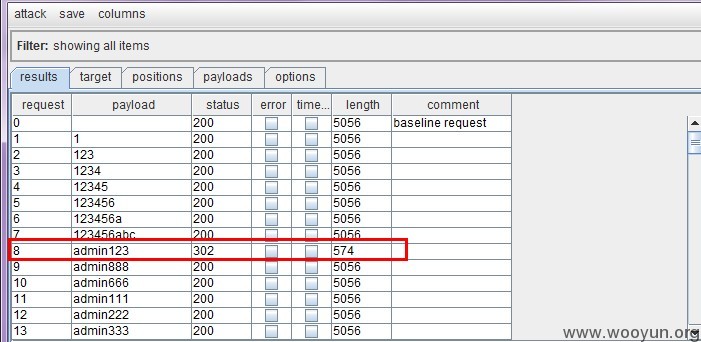 attack save columns
Filter: showing all items
results target positions payloads options
request payload status error time... length comment
0 200 5056 baseline request
1 1 200 5056
2 123 200 5056
3 1234 200 5056
4 12345 200 5056
5 123456 200 5056
6 123456a 200 5056
7 123456abc 200 5056
8 admin123 302 574
9 admin888 200 5056
10 admin666 200 5056
11 admin111 200 5056
12 admin222 200 5056
13 admin333 200 5056
www.wooyun.org